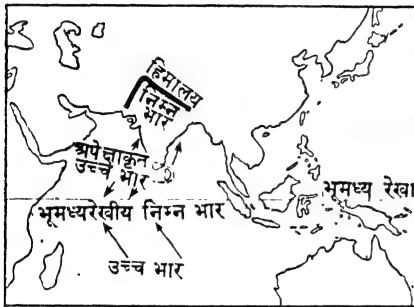 हिमालय
निम्न
भार
अपेक्षाकृत
उच्च भार
भूमध्य रेखा
भूमध्यरेखीय निम्न भार
उच्च भार